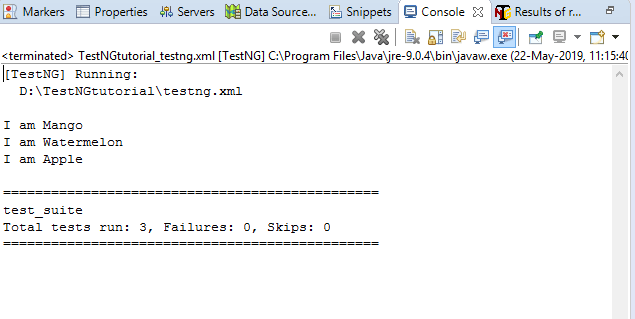 Markers Properties Servers Data Source... Snippets Console Results of r...
<terminated> TestNGtutorial_testng.xml [TestNG] C:\Program Files\Java\jre-9.0.4\bin\javaw.exe (22-May-2019, 11:15:40
[TestNG] Running:
D:\TestNGtutorial\testng.xml
I am Mango
I am Watermelon
I am Apple
===============================================
test_suite
Total tests run: 3, Failures: 0, Skips: 0
===============================================